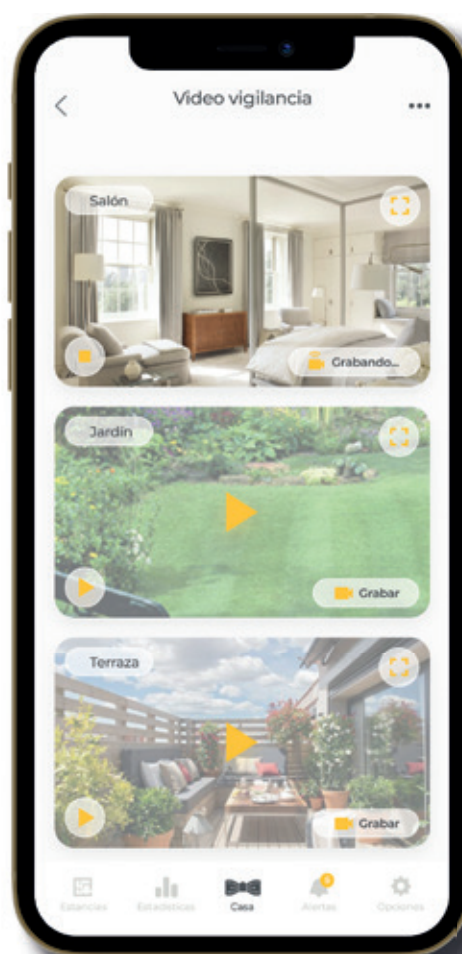 Video vigilancia
Salón
Grabando...
Jardín
Grabar
Terraza
Grabar
Estancias
Estadísticas
Casa
Alertas
Opciones